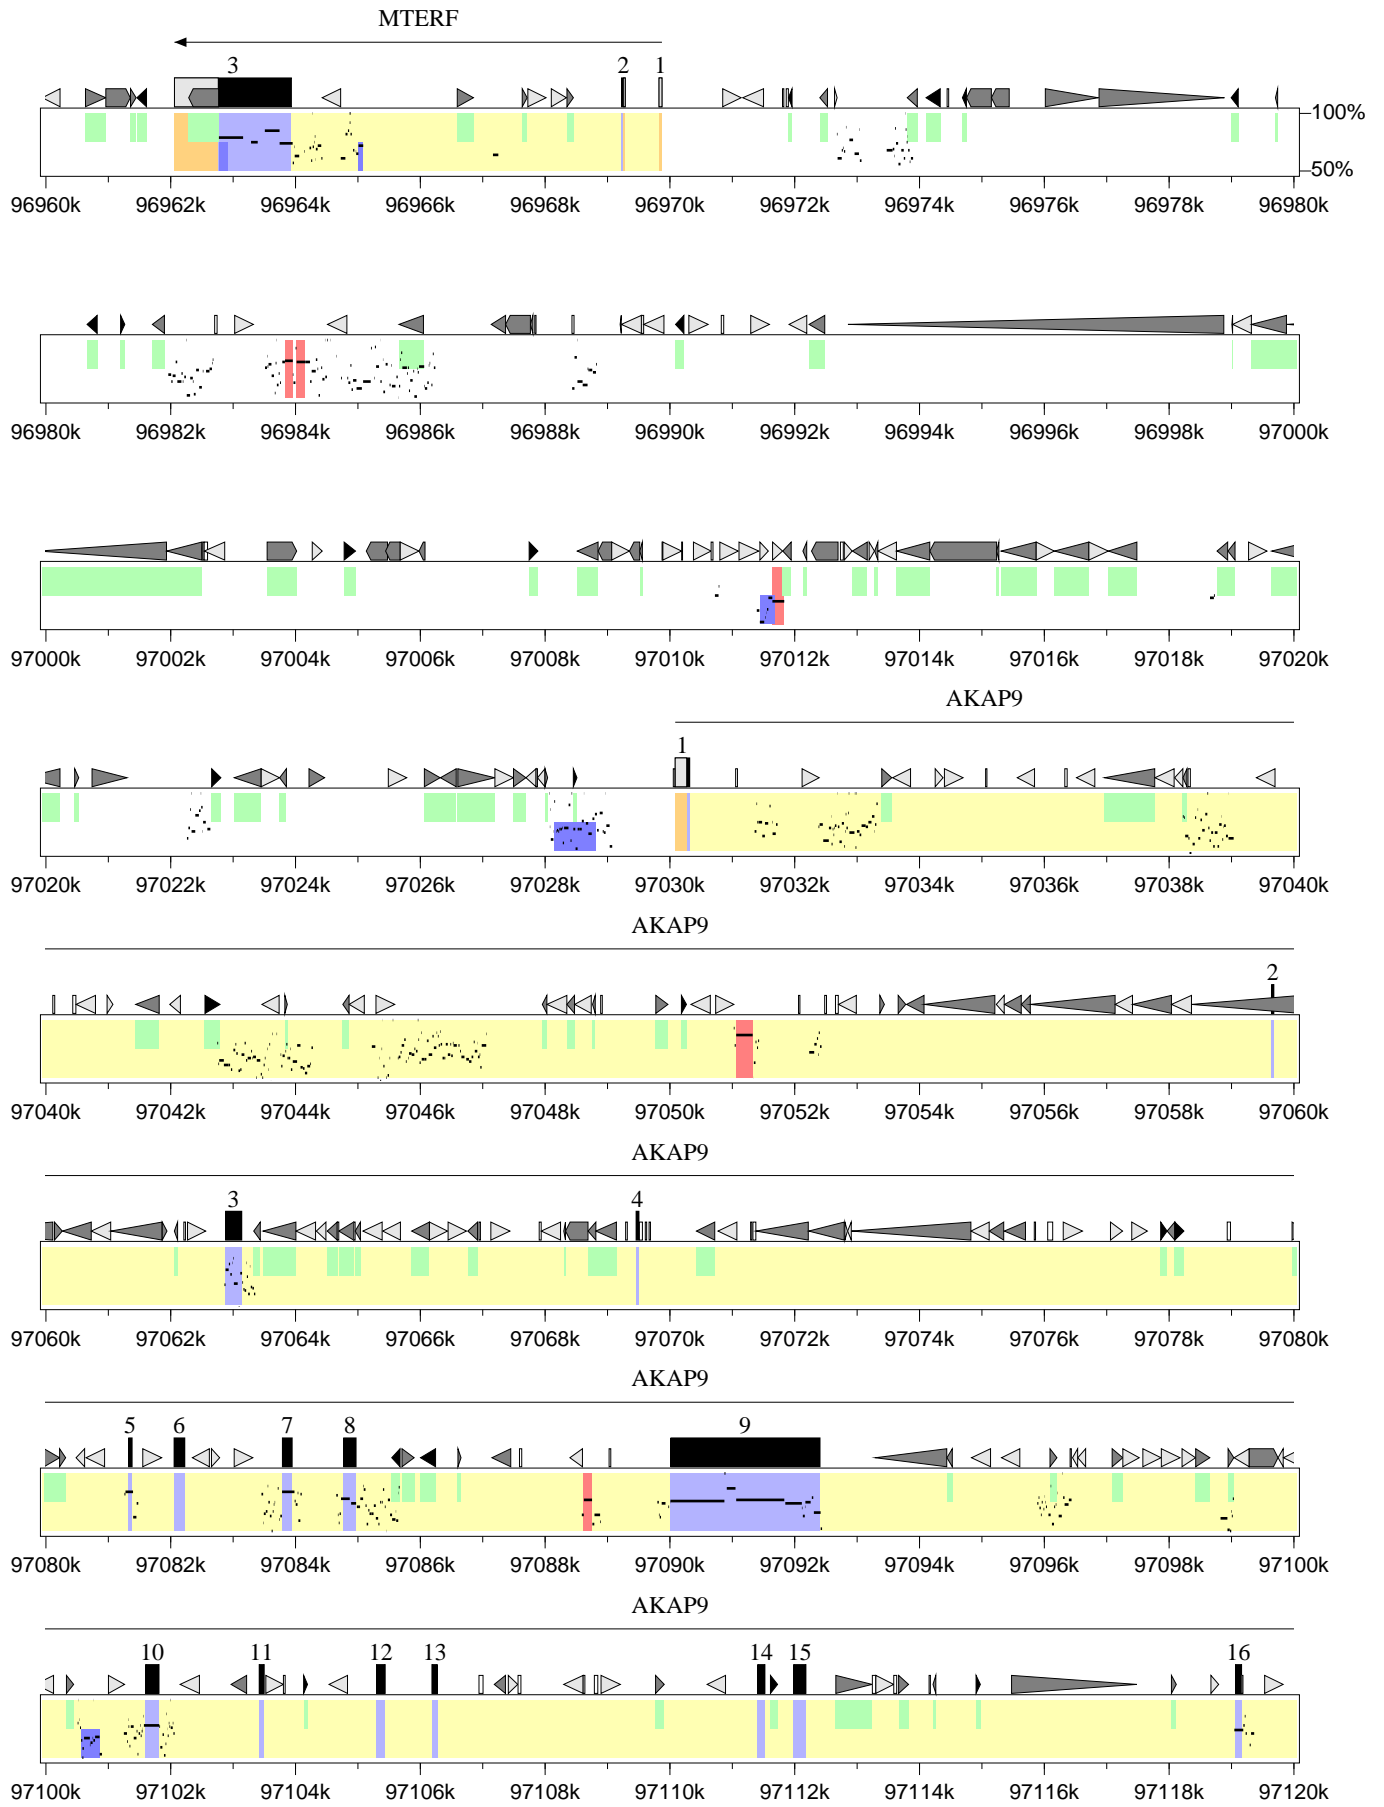 MTERF
3 2 1
100%
50%
96960k 96962k 96964k 96966k 96968k 96970k 96972k 96974k 96976k 96978k 96980k
96980k 96982k 96984k 96986k 96988k 96990k 96992k 96994k 96996k 96998k 97000k
97000k 97002k 97004k 97006k 97008k 97010k 97012k 97014k 97016k 97018k 97020k
AKAP9
1
97020k 97022k 97024k 97026k 97028k 97030k 97032k 97034k 97036k 97038k 97040k
AKAP9
2
97040k 97042k 97044k 97046k 97048k 97050k 97052k 97054k 97056k 97058k 97060k
AKAP9
3 4
97060k 97062k 97064k 97066k 97068k 97070k 97072k 97074k 97076k 97078k 97080k
AKAP9
5 6 7 8 9
97080k 97082k 97084k 97086k 97088k 97090k 97092k 97094k 97096k 97098k 97100k
AKAP9
10 11 12 13 14 15 16
97100k 97102k 97104k 97106k 97108k 97110k 97112k 97114k 97116k 97118k 97120k